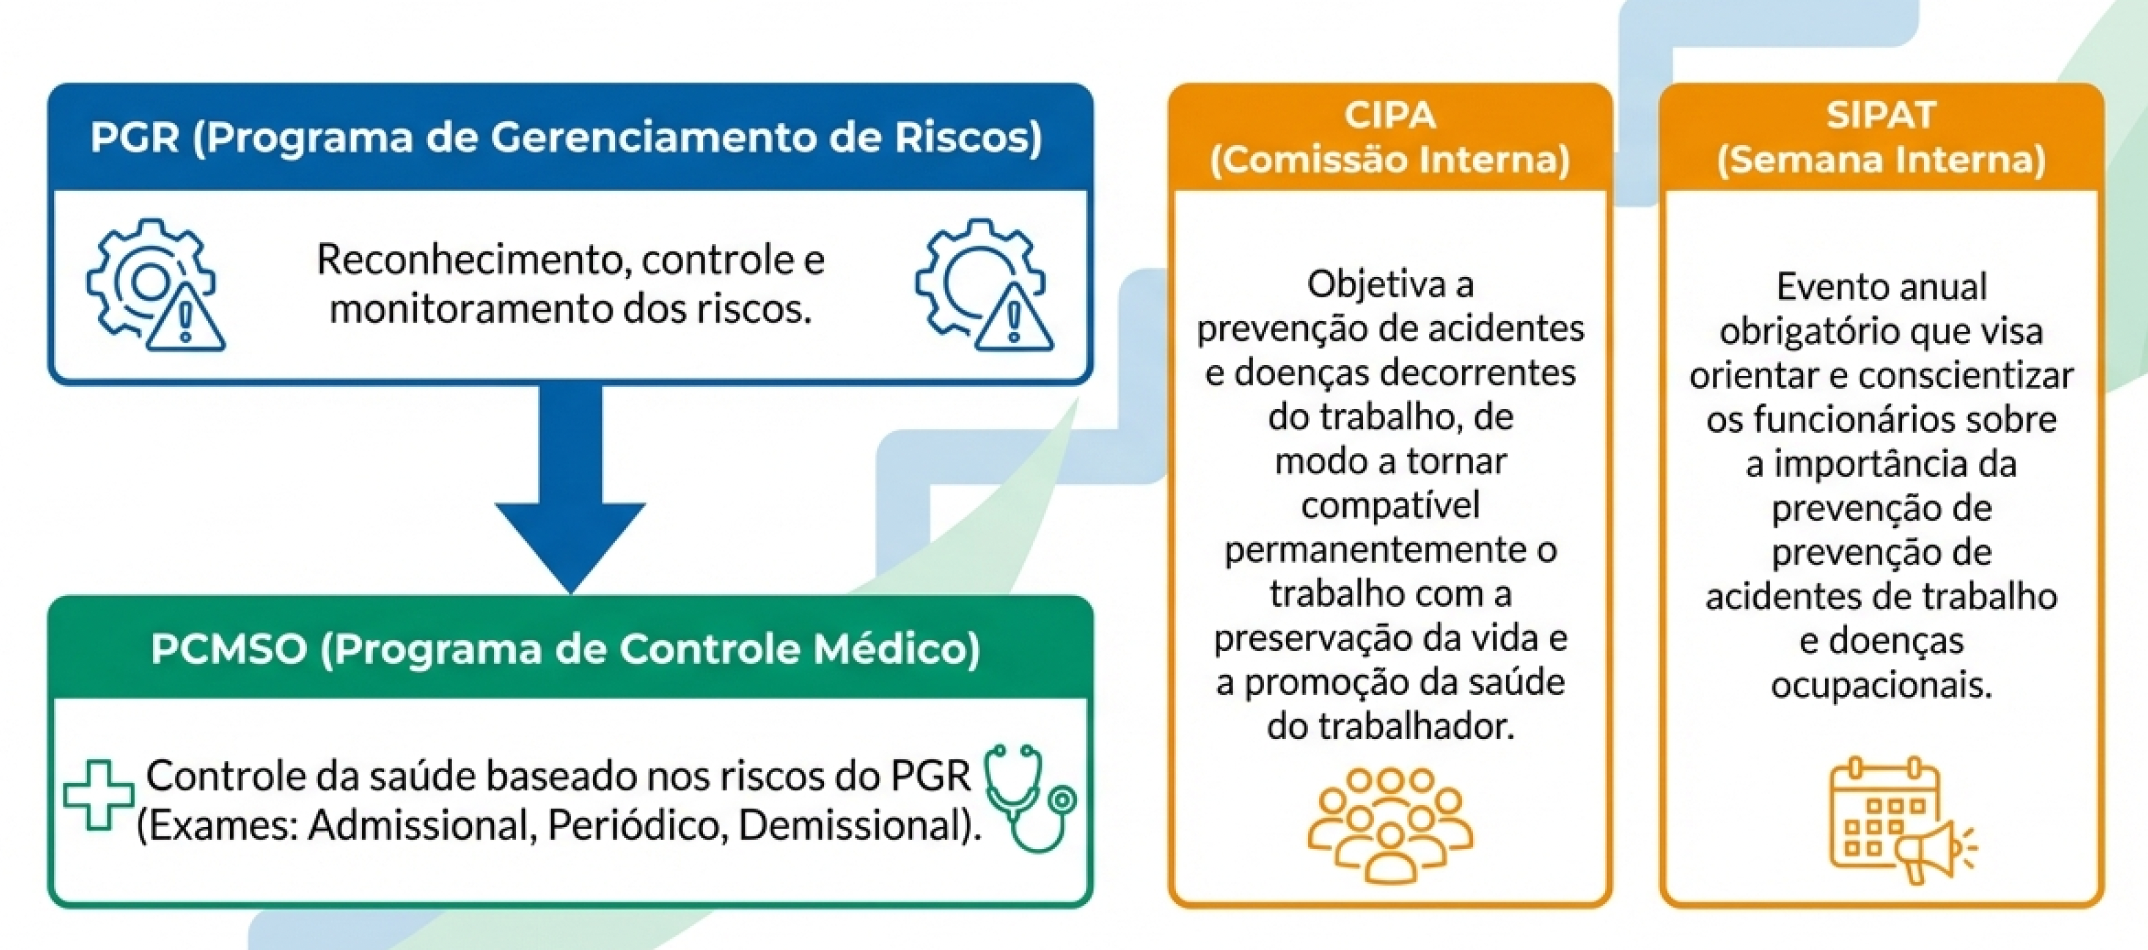 PGR (Programa de Gerenciamento de Riscos)
Reconhecimento, controle e
monitoramento dos riscos.
PCMSO (Programa de Controle Médico)
Controle da saúde baseado nos riscos do PGR
(Exames: Admissional, Periódico, Demissional).
CIPA
(Comissão Interna)
Objetiva a
prevenção de acidentes
e doenças decorrentes
do trabalho, de
modo a tornar
compatível
permanentemente o
trabalho com a
preservação da vida e
a promoção da saúde
do trabalhador.
SIPAT
(Semana Interna)
Evento anual
obrigatório que visa
orientar e conscientizar
os funcionários sobre
a importância da
prevenção de
prevenção de
acidentes de trabalho
e doenças
ocupacionais.